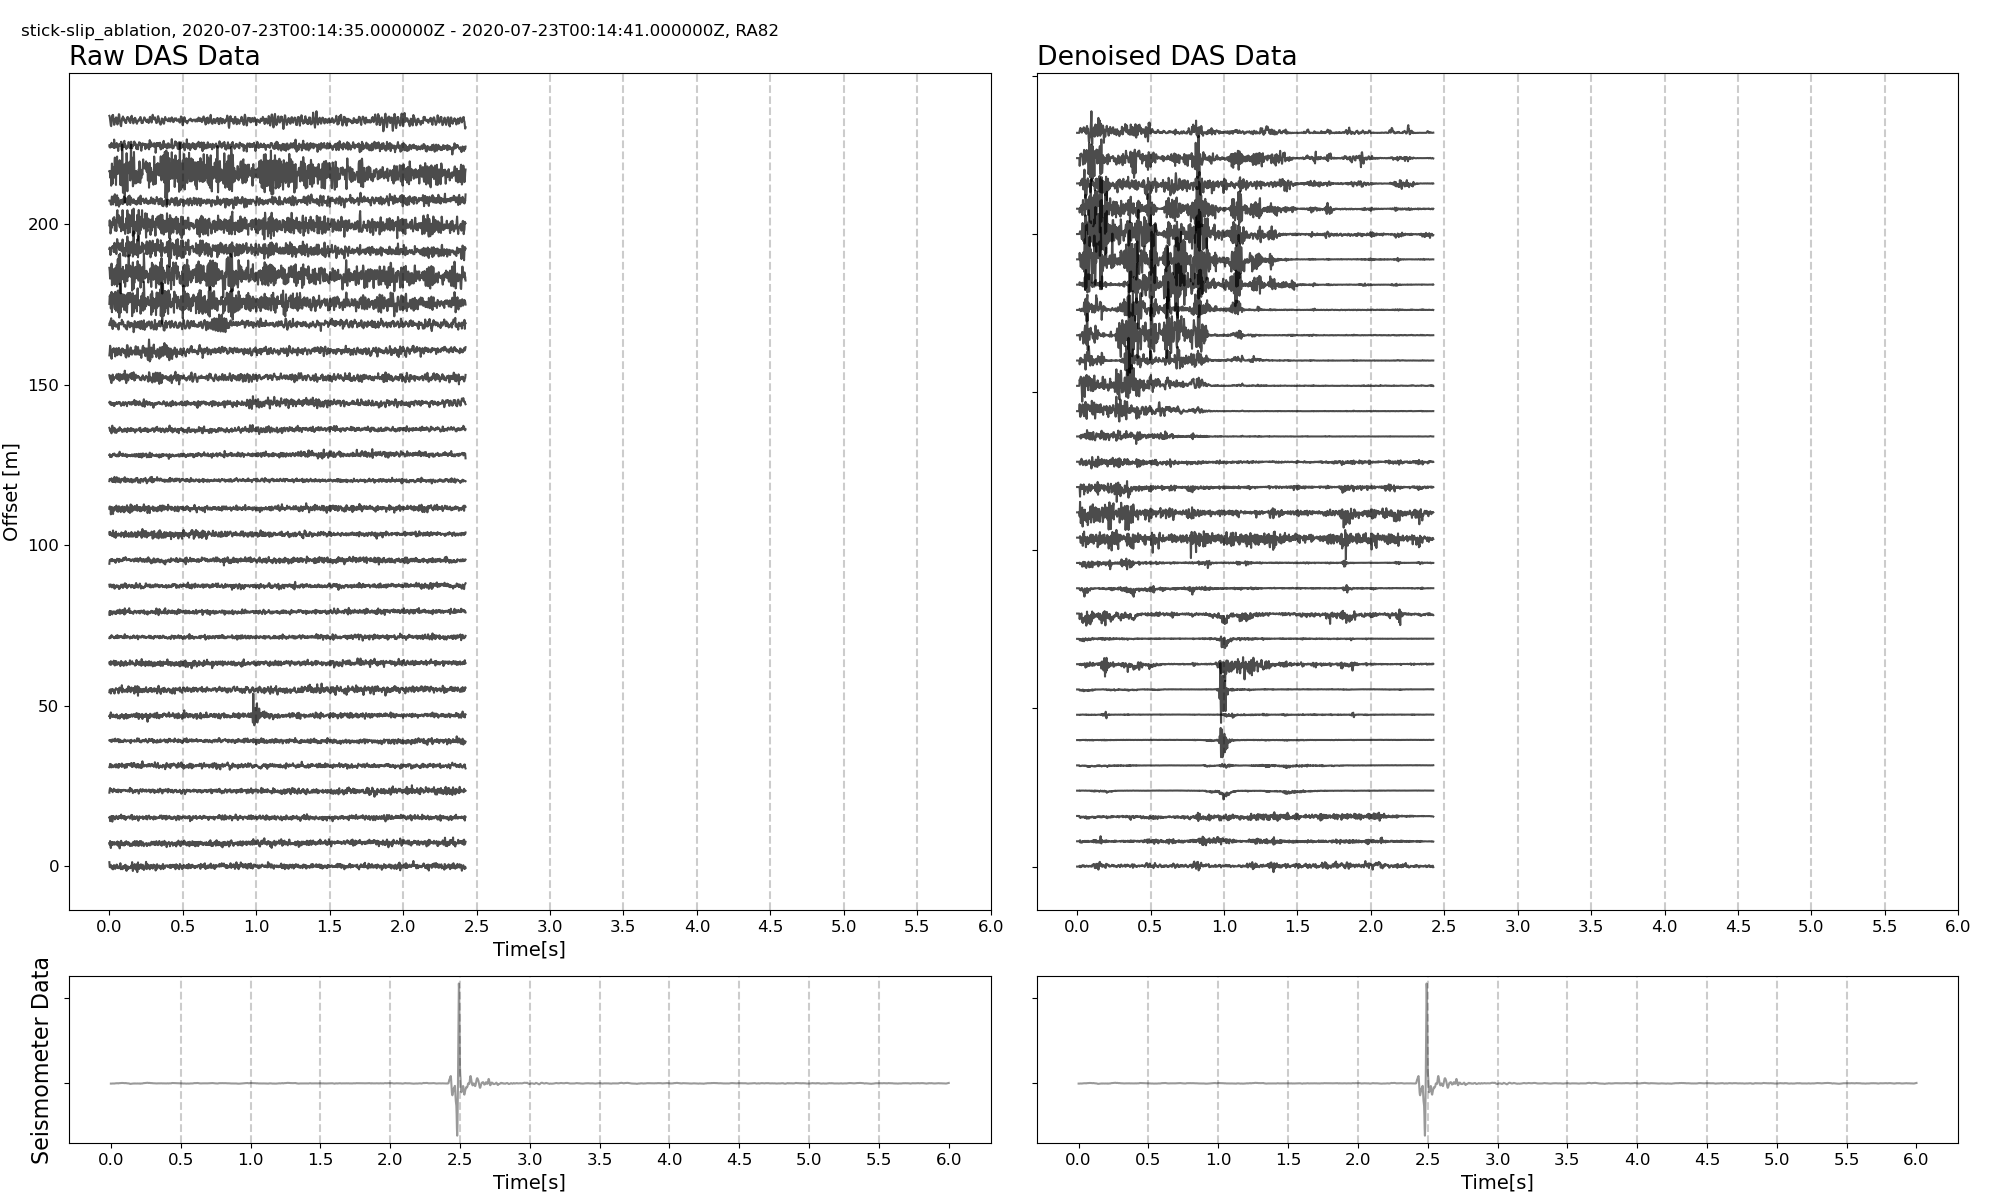 stick-slip_ablation, 2020-07-23T00:14:35.000000Z - 2020-07-23T00:14:41.000000Z, RA82
Raw DAS Data
Denoised DAS Data
Offset [m]
200
150
100
50
0
0.0 0.5 1.0 1.5 2.0 2.5 3.0 3.5 4.0 4.5 5.0 5.5 6.0
Time[s]
0.0 0.5 1.0 1.5 2.0 2.5 3.0 3.5 4.0 4.5 5.0 5.5 6.0
Seismometer Data
0.0 0.5 1.0 1.5 2.0 2.5 3.0 3.5 4.0 4.5 5.0 5.5 6.0
Time[s]
0.0 0.5 1.0 1.5 2.0 2.5 3.0 3.5 4.0 4.5 5.0 5.5 6.0
Time[s]